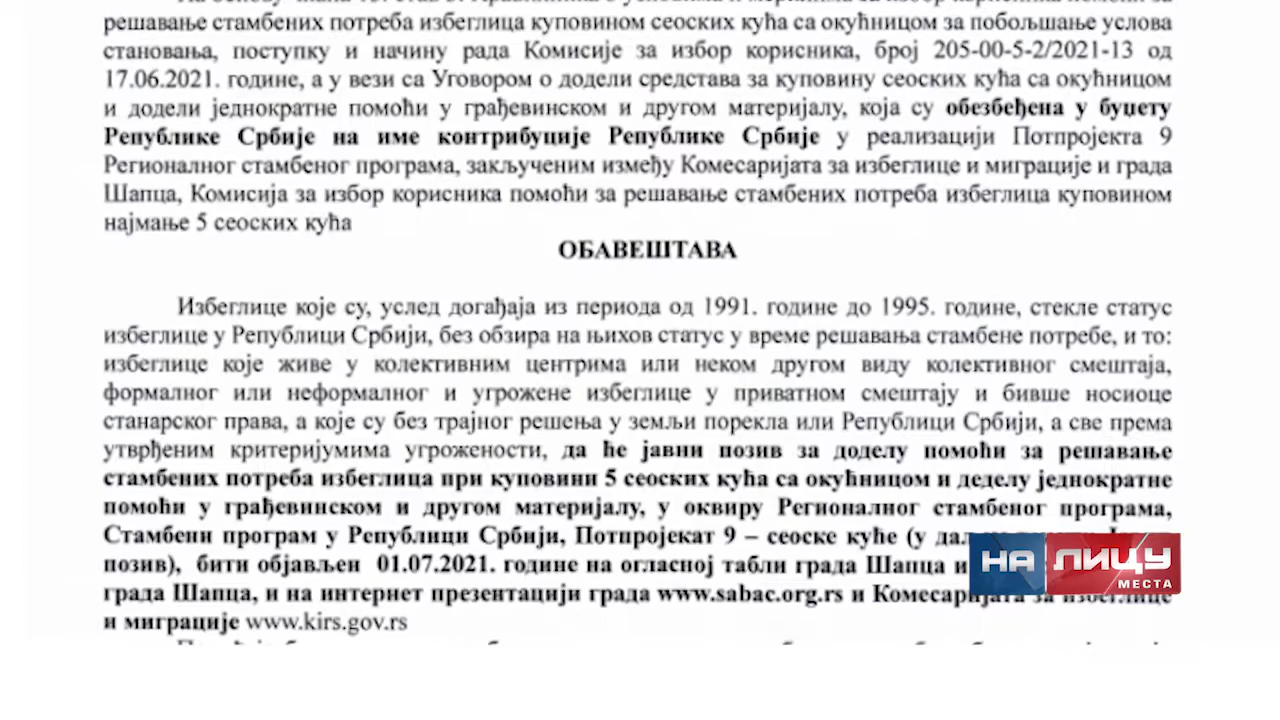 решавање стамбених потреба избеглица куповином сеоских кућа са окућницом за побољшање услова
становања, поступку и начину рада Комисије за избор корисника, број 205-00-5-2/2021-13 од
17.06.2021. године, а у вези са Уговором о додели средстава за куповину сеоских кућа са окућницом
и додели једнократне помоћи у грађевинском и другом материјалу, која су обезбеђена у буџету
Републике Србије на име контрибуције Републике Србије у реализацији Потпројекта 9
Регионалног стамбеног програма, закљученим између Комесаријата за избеглице и миграције и града
Шапца, Комисија за избор корисника помоћи за решавање стамбених потреба избеглица куповином
најмање 5 сеоских кућа
ОБАВЕШТАВА
Избеглице које су, услед догађаја из периода од 1991. године до 1995. године, стекле статус
избеглице у Републици Србији, без обзира на њихов статус у време решавања стамбене потребе, и то:
избеглице које живе у колективним центрима или неком другом виду колективног смештаја,
формалног или неформалног и угрожене избеглице у приватном смештају и бивше носиоце
станарског права, а које су без трајног решења у земљи порекла или Републици Србији, а све према
утврђеним критеријумима угрожености, да ће јавни позив за доделу помоћи за решавање
стамбених потреба избеглица при куповини 5 сеоских кућа са окућницом и деделу једнократне
помоћи у грађевинском и другом материјалу, у оквиру Регионалног стамбеног програма,
Стамбени програм у Републици Србији, Потпројекат 9 – сеоске куће (у
позив), бити објављен 01.07.2021. године на огласној табли града Шапца и
града Шапца, и на интернет презентацији града www.sabac.org.rs и Комесаријата за избеглице
и миграције www.kirs.gov.rs
НА ЛИЦУ
МЕСТА